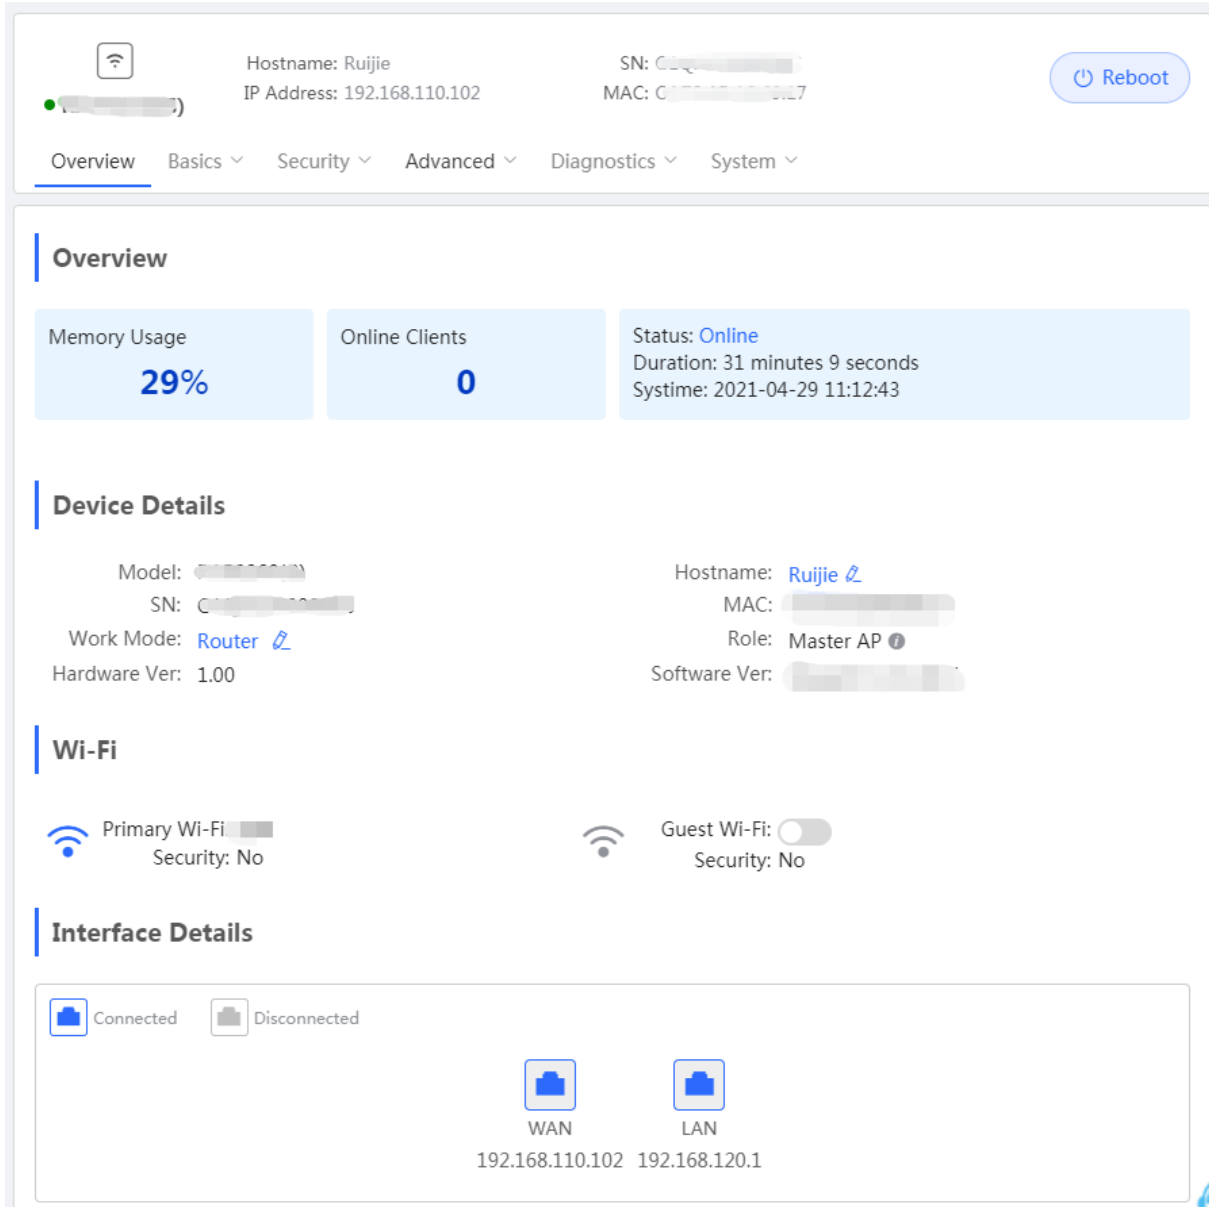 Hostname: Ruijie
SN:
Reboot
IP Address: 192.168.110.102
MAC:
Overview Basics Security Advanced Diagnostics System
Overview
Memory Usage
29%
Online Clients
0
Status: Online
Duration: 31 minutes 9 seconds
Systime: 2021-04-29 11:12:43
Device Details
Model:
Hostname: Ruijie
SN:
MAC:
Work Mode: Router
Role: Master AP
Hardware Ver: 1.00
Software Ver:
Wi-Fi
Primary Wi-Fi:
Security: No
Guest Wi-Fi:
Security: No
Interface Details
Connected Disconnected
WAN
192.168.110.102
LAN
192.168.120.1